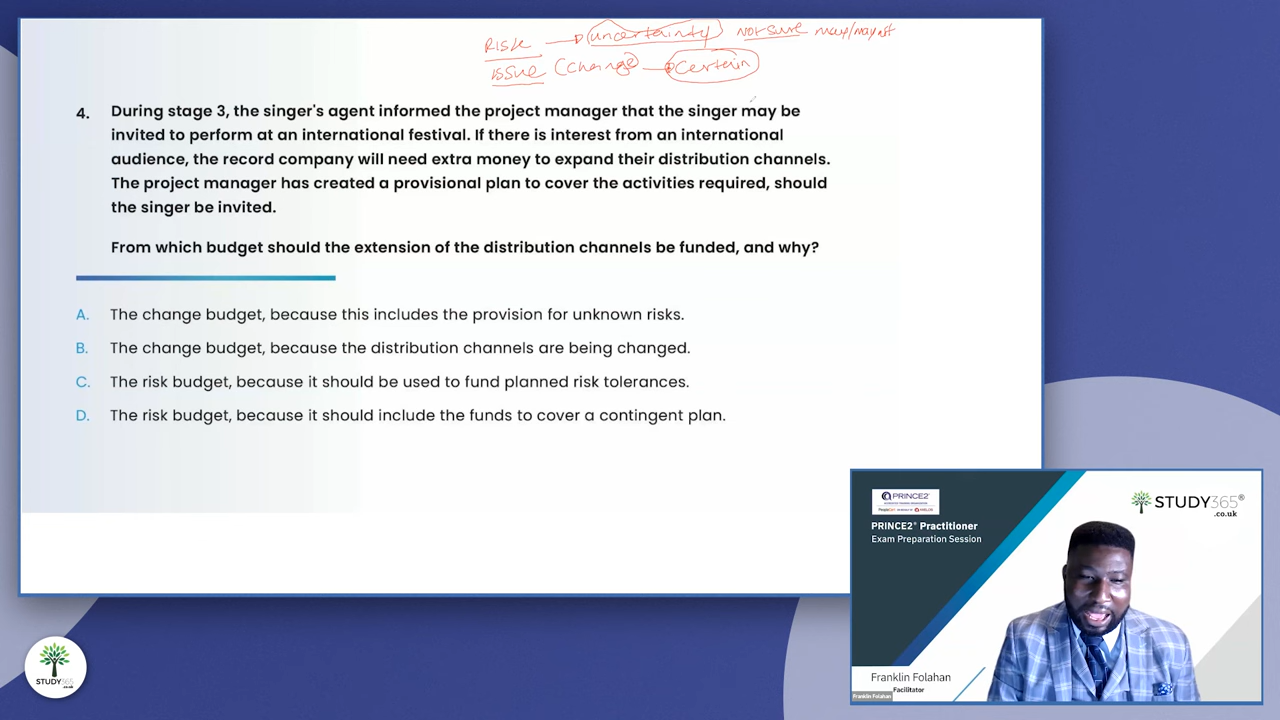 Risk uncertainty Not sure may/may not
issue (change) Certain
4. During stage 3, the singer's agent informed the project manager that the singer may be
invited to perform at an international festival. If there is interest from an international
audience, the record company will need extra money to expand their distribution channels.
The project manager has created a provisional plan to cover the activities required, should
the singer be invited.
From which budget should the extension of the distribution channels be funded, and why?
A. The change budget, because this includes the provision for unknown risks.
B. The change budget, because the distribution channels are being changed.
C. The risk budget, because it should be used to fund planned risk tolerances.
D. The risk budget, because it should include the funds to cover a contingent plan.
PRINCE2
STUDY365®
.co.uk
PRINCE2® Practitioner
Exam Preparation Session
Franklin Folahan
Facilitator
Franklin Folahan
STUDY365
.co.uk